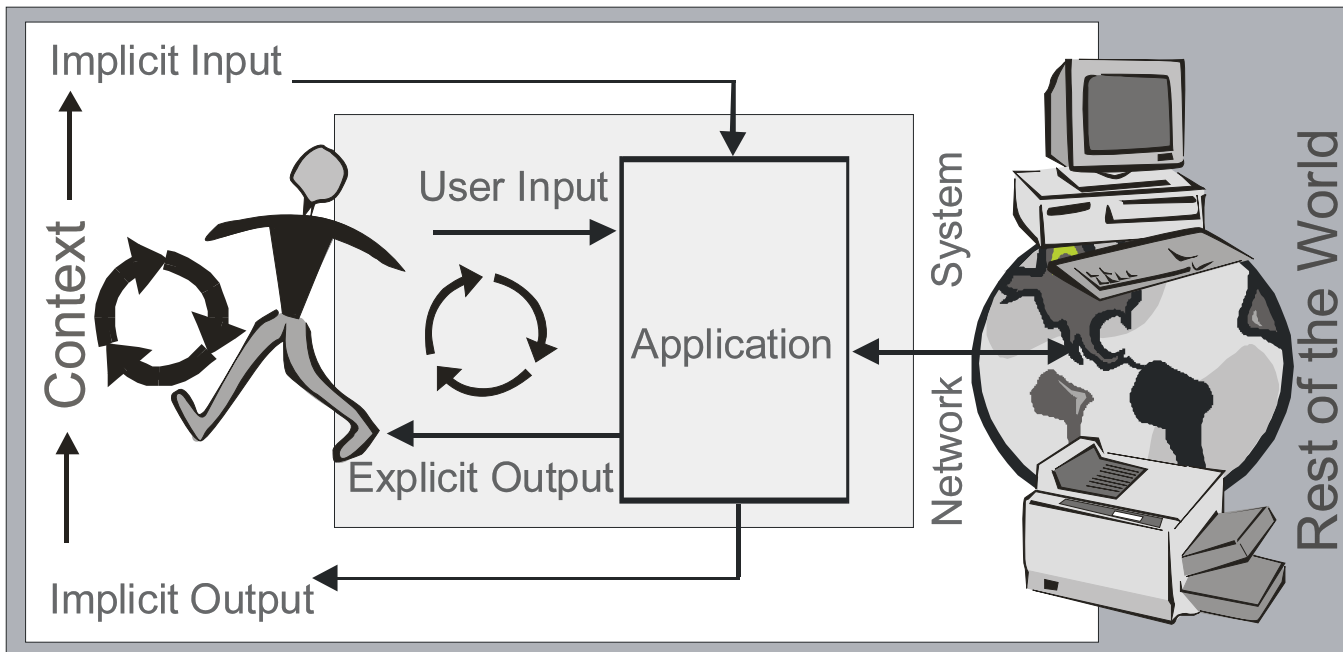 Implicit Input
User Input
Context
Application
System
Network
Rest of the World
Explicit Output
Implicit Output